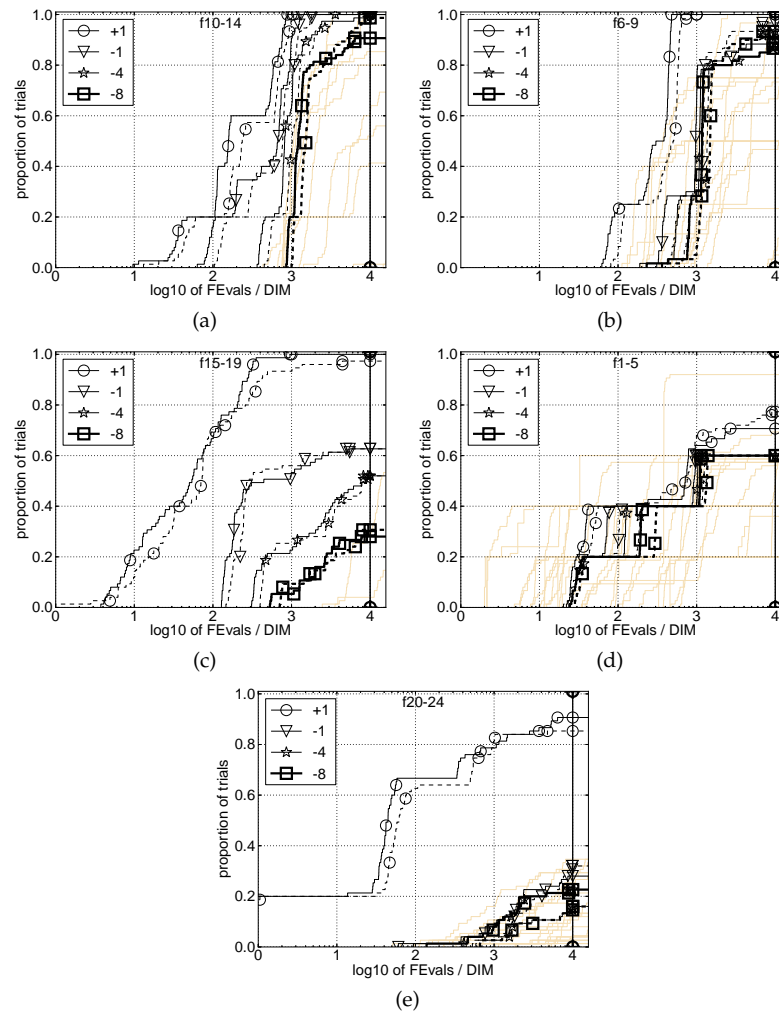 f10-14
+1
-1
-4
-8
proportion of trials
1.0
0.8
0.6
0.4
0.2
0.0
0 1 2 3 4
log10 of FEvals / DIM
(a)
f6-9
+1
-1
-4
-8
proportion of trials
1.0
0.8
0.6
0.4
0.2
0.0
1 2 3 4
log10 of FEvals / DIM
(b)
f15-19
+1
-1
-4
-8
proportion of trials
1.0
0.8
0.6
0.4
0.2
0.0
0 1 2 3 4
log10 of FEvals / DIM
(c)
f1-5
+1
-1
-4
-8
proportion of trials
1.0
0.8
0.6
0.4
0.2
0.0
1 2 3 4
log10 of FEvals / DIM
(d)
f20-24
+1
-1
-4
-8
proportion of trials
1.0
0.8
0.6
0.4
0.2
0.0
0 1 2 3 4
log10 of FEvals / DIM
(e)